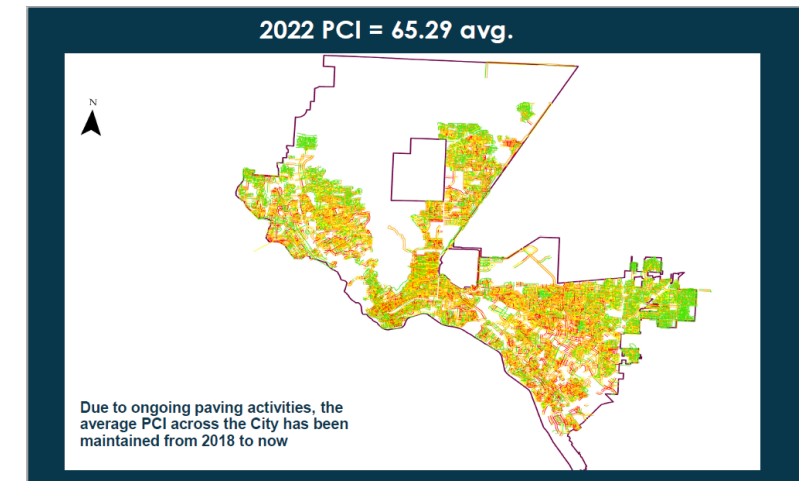 2022 PCI = 65.29 avg.
N
Due to ongoing paving activities, the
average PCI across the City has been
maintained from 2018 to now